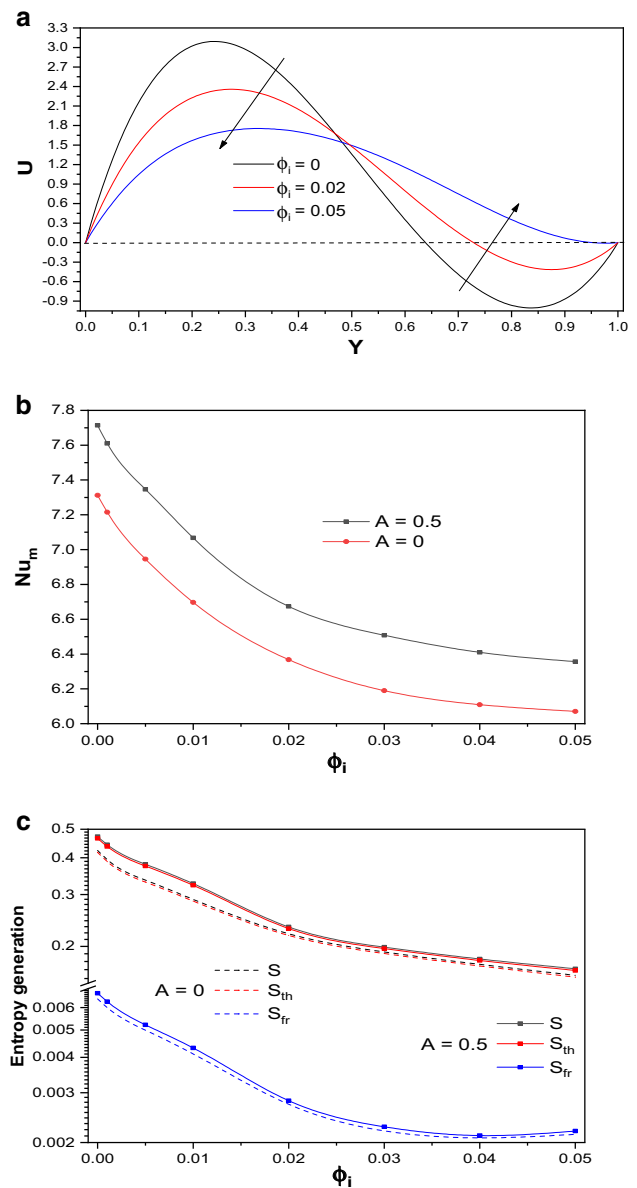 a
3.3
3.0
2.7
2.4
2.1
1.8
1.5
1.2
0.9
0.6
0.3
0.0
-0.3
-0.6
-0.9
U
ϕi = 0
ϕi = 0.02
ϕi = 0.05
0.0 0.1 0.2 0.3 0.4 0.5 0.6 0.7 0.8 0.9 1.0
Y
b
7.8
7.6
7.4
7.2
7.0
6.8
6.6
6.4
6.2
6.0
Num
A = 0.5
A = 0
0.00 0.01 0.02 0.03 0.04 0.05
ϕi
c
0.5
0.4
0.3
0.2
0.006
0.005
0.004
0.003
0.002
Entropy generation
A = 0
S
Sth
Sfr
A = 0.5
S
Sth
Sfr
0.00 0.01 0.02 0.03 0.04 0.05
ϕi